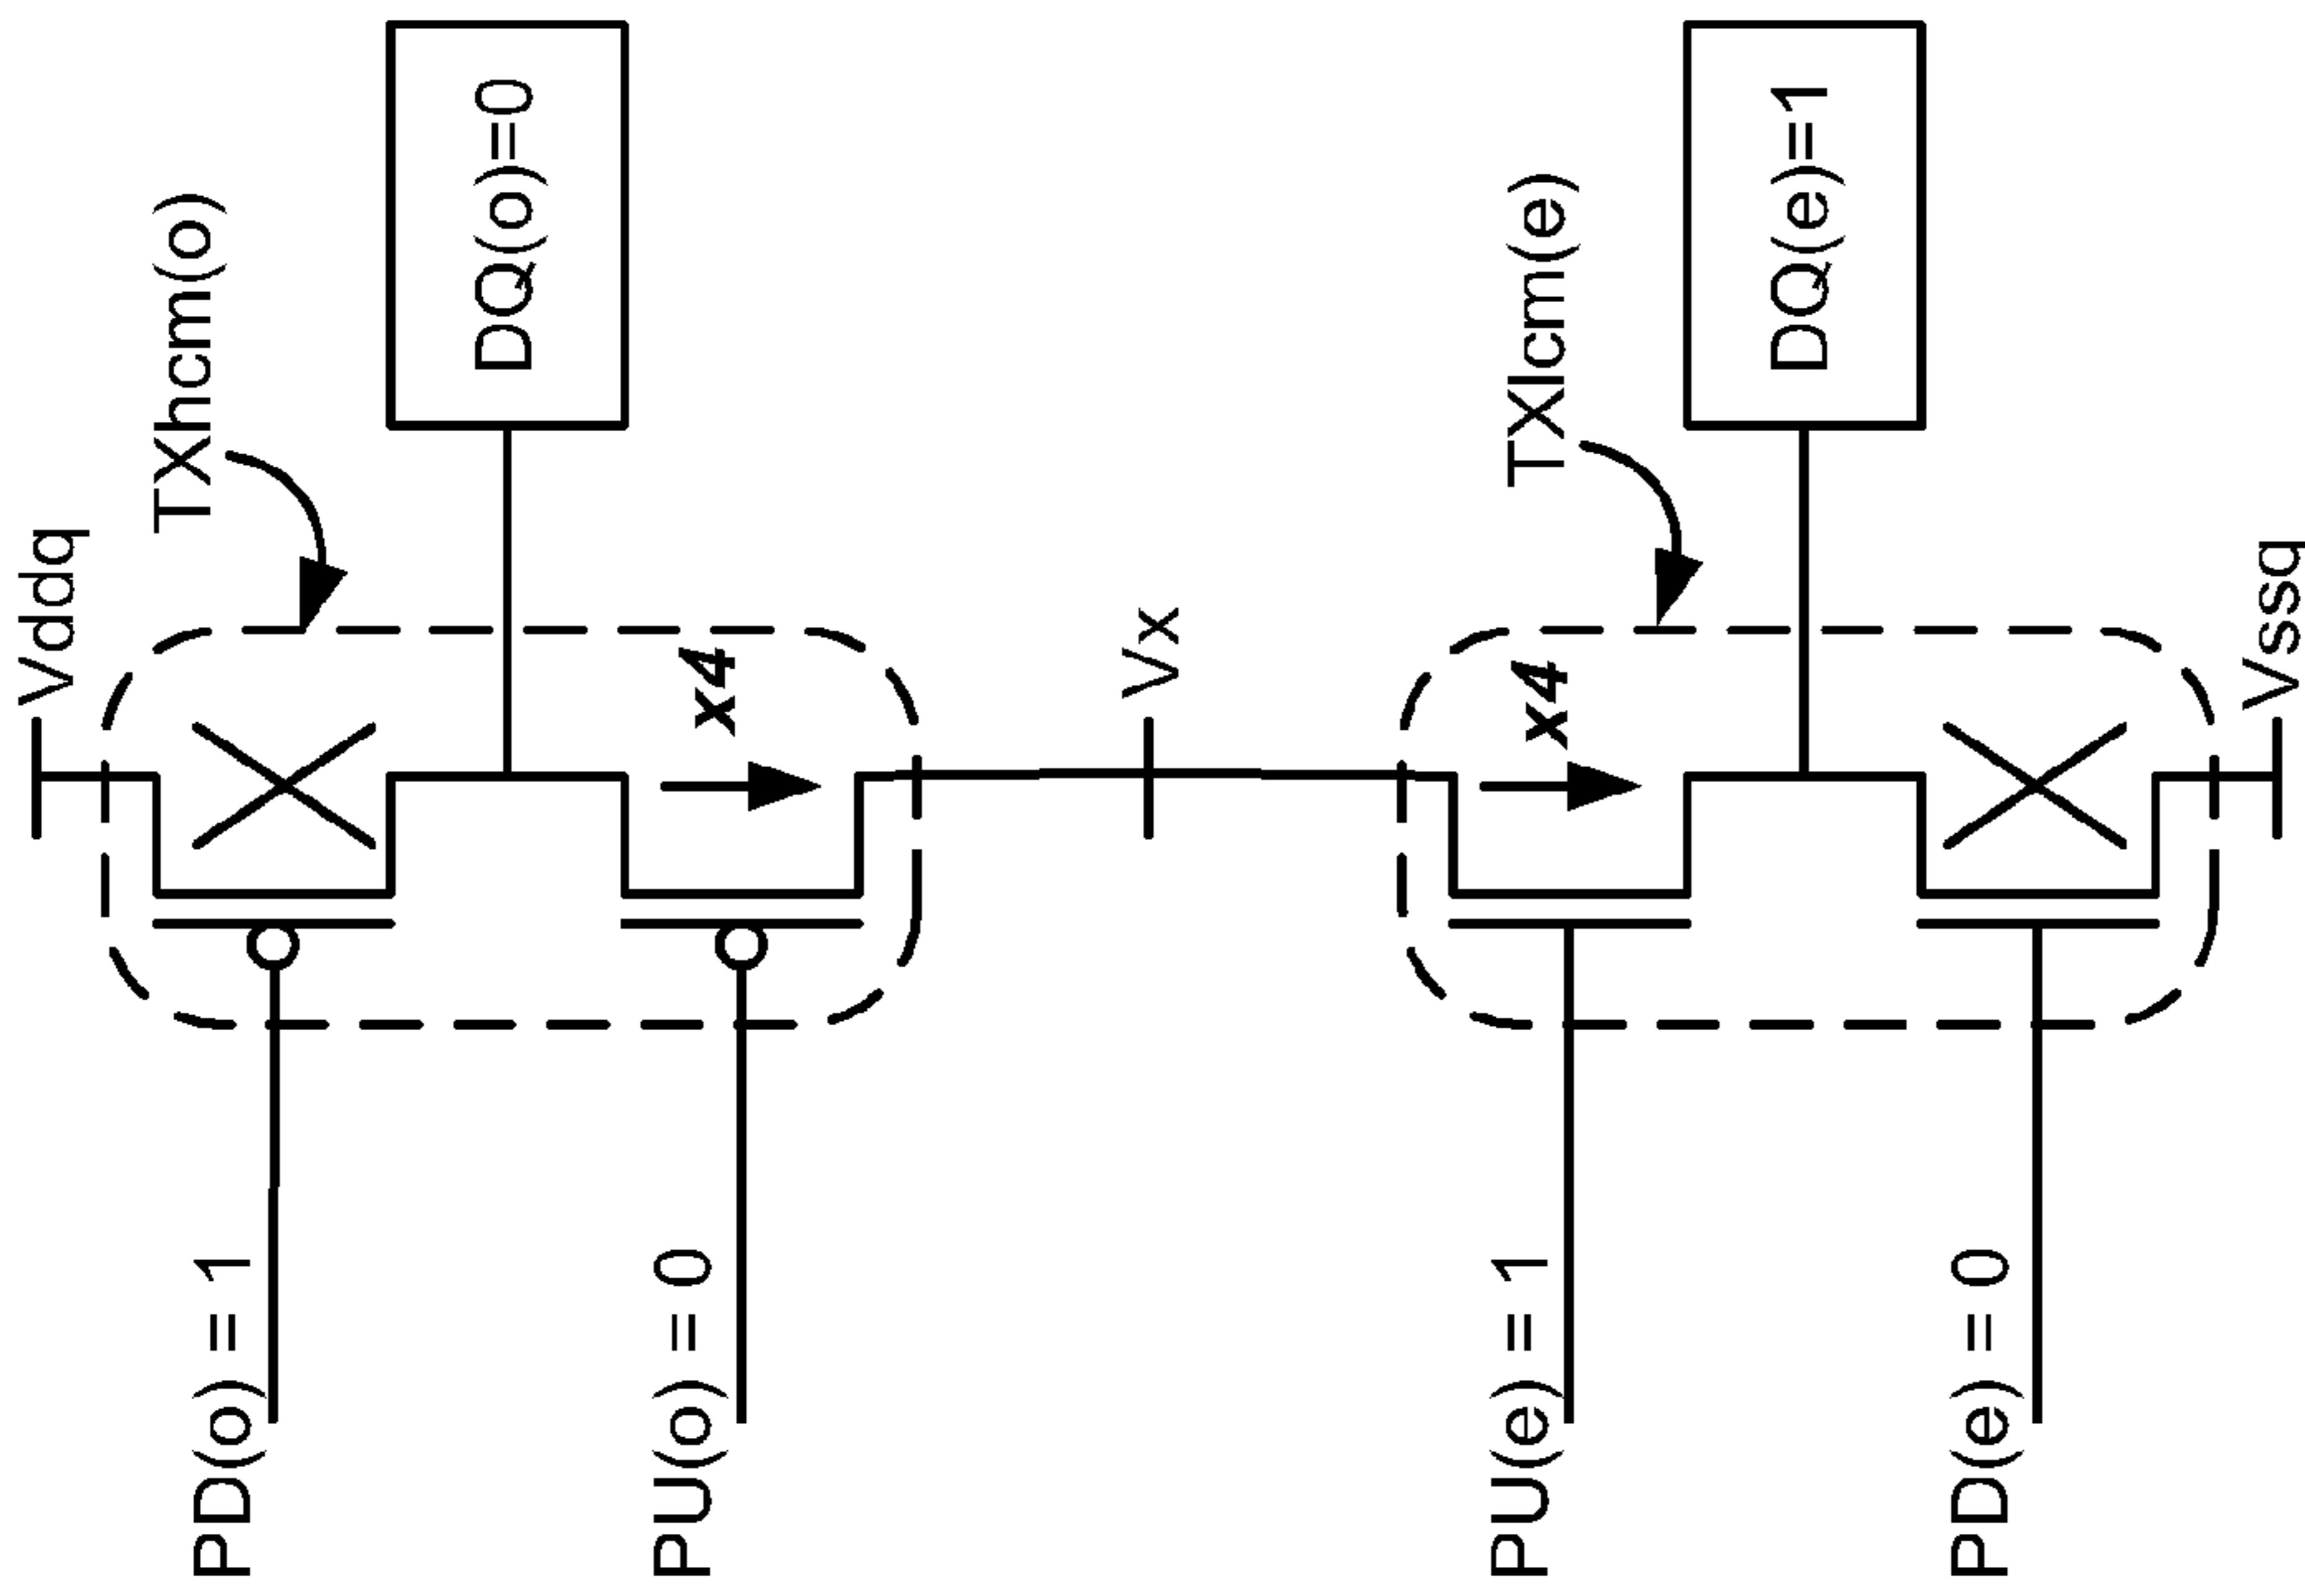 Vddq
TXhcm(o)
DQ(o)=0
x4
PD(o) = 1
PU(o) = 0
Vx
TXlcm(e)
DQ(e)=1
x4
PU(e) = 1
PD(e) = 0
Vssq